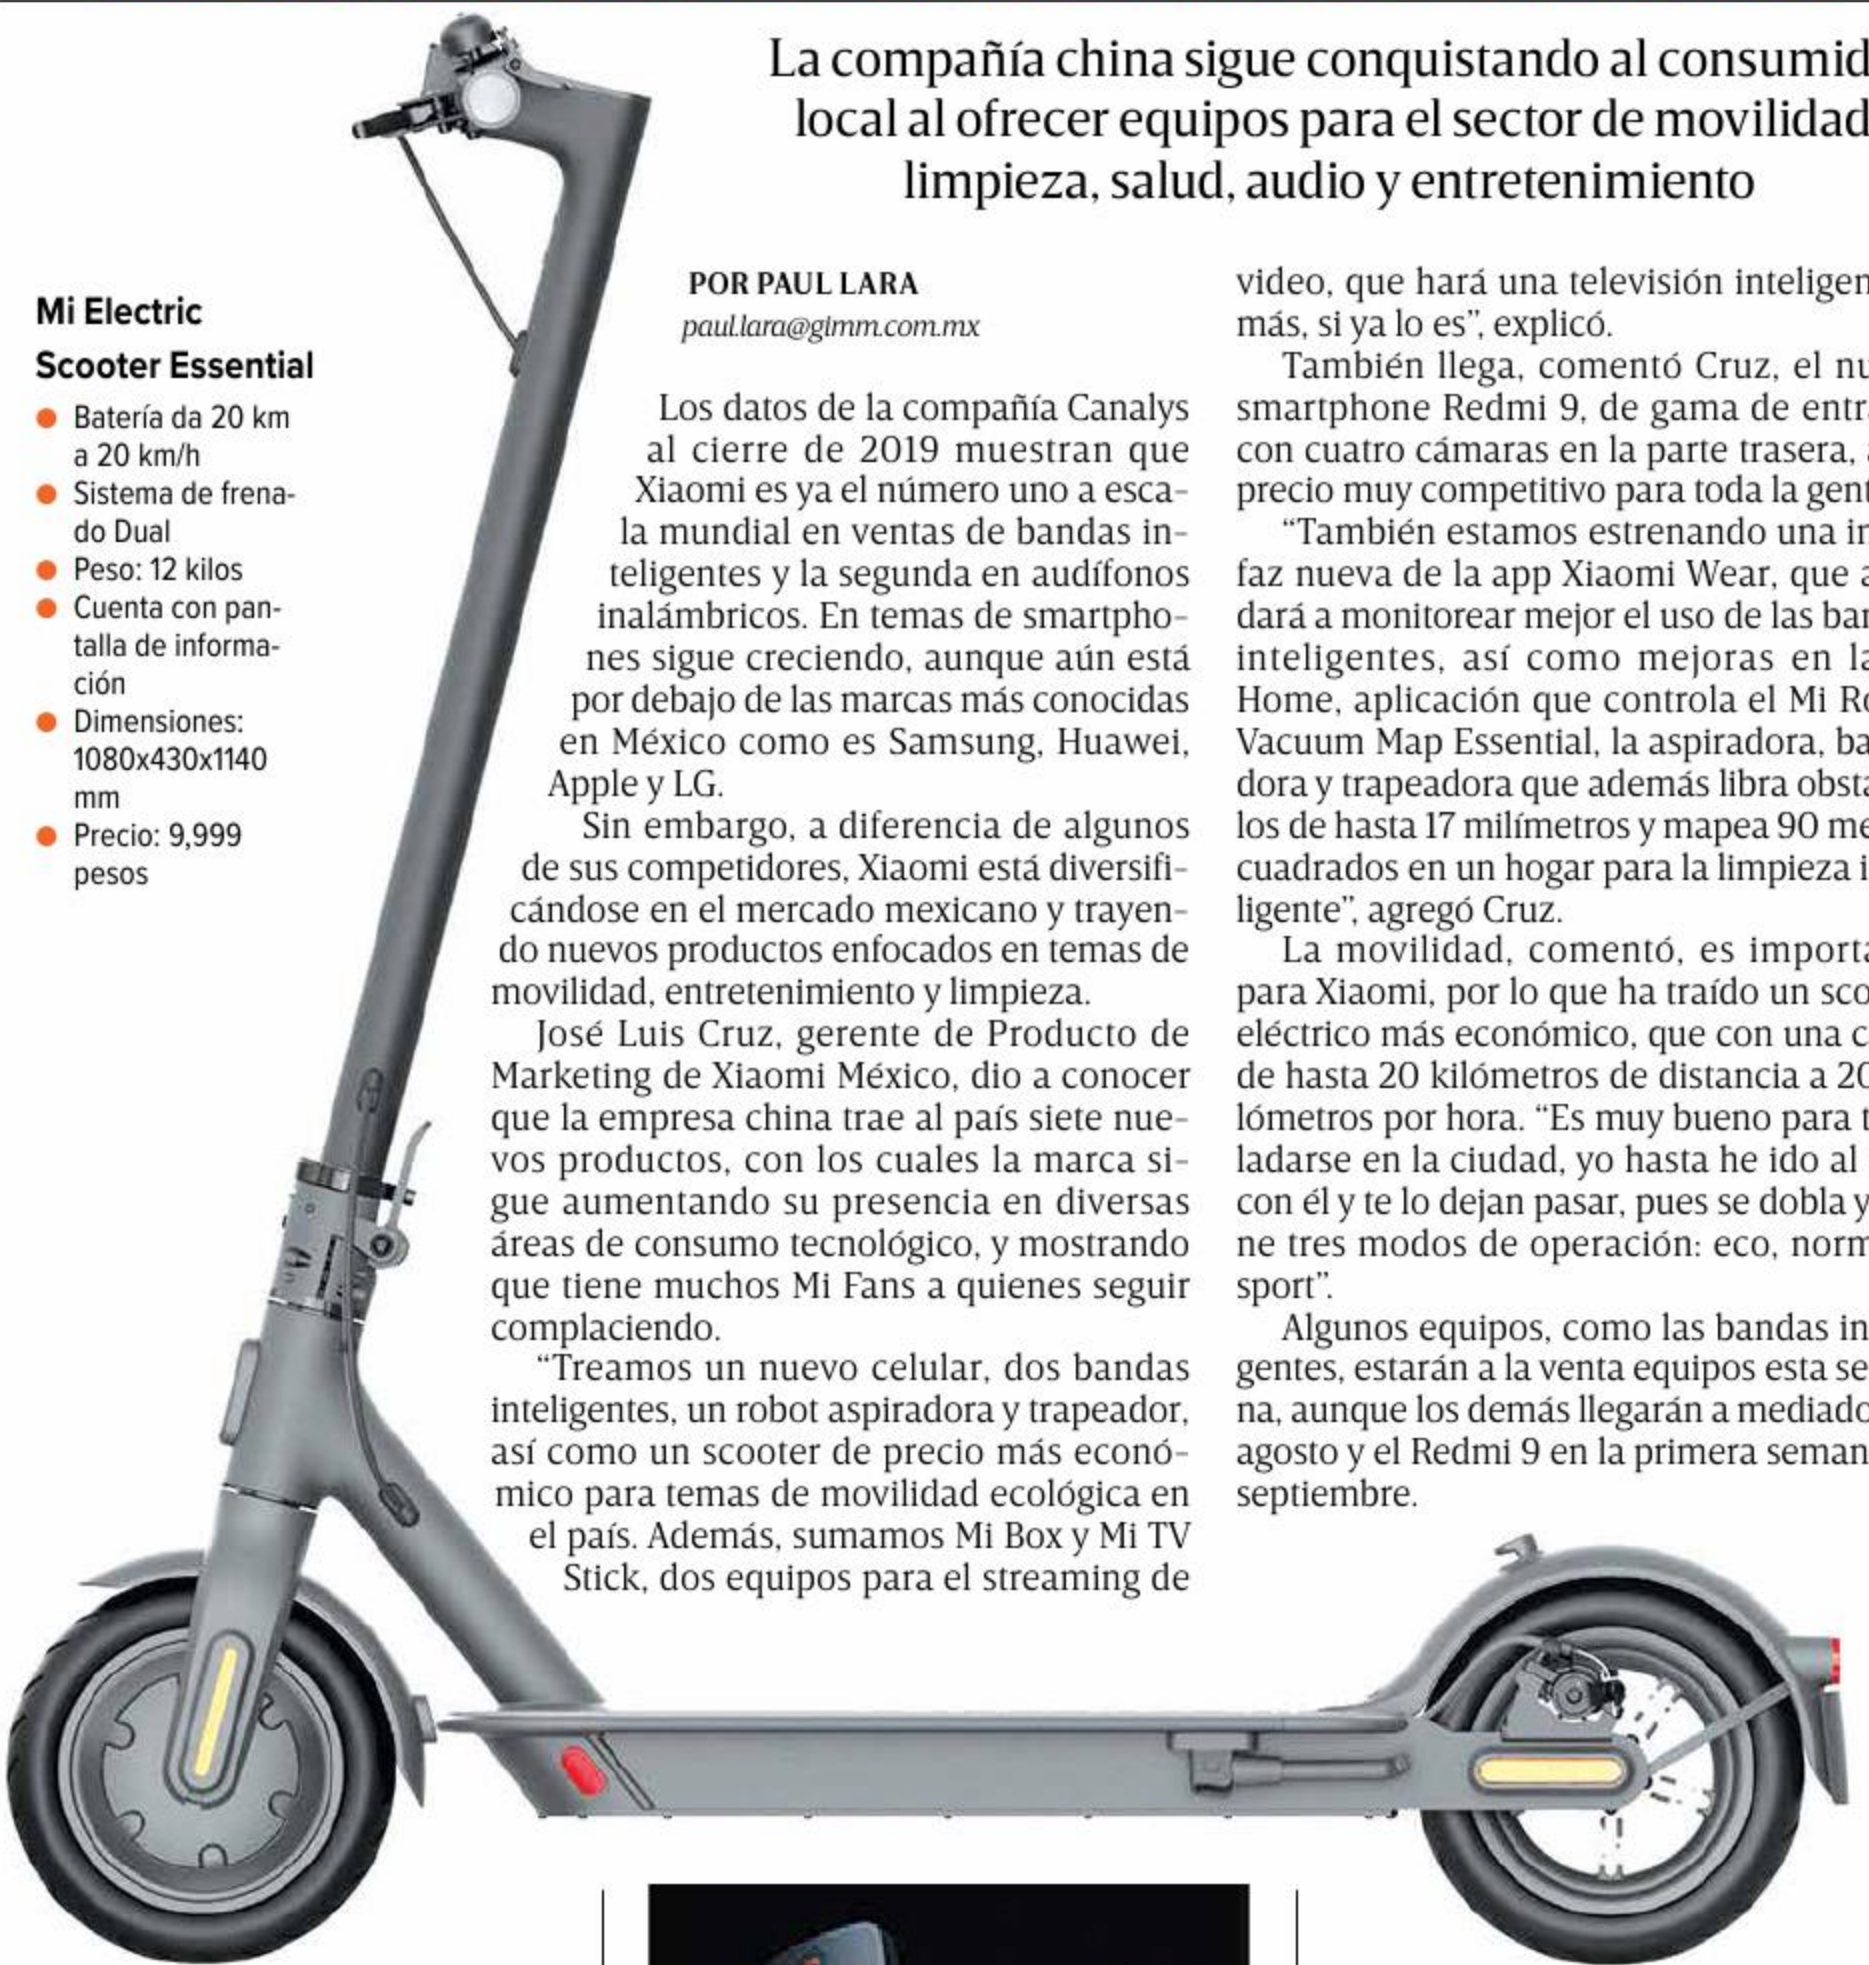 La compañía china sigue conquistando al consumid
local al ofrecer equipos para el sector de movilidad
limpieza, salud, audio y entretenimiento
Mi Electric
Scooter Essential
Batería da 20 km
a 20 km/h
Sistema de frena-
do Dual
Peso: 12 kilos
Cuenta con pan-
talla de informa-
ción
Dimensiones:
1080x430x1140
mm
Precio: 9,999
pesos
POR PAUL LARA
paul.lara@gimm.com.mx
Los datos de la compañía Canalys
al cierre de 2019 muestran que
Xiaomi es ya el número uno a esca-
la mundial en ventas de bandas in-
teligentes y la segunda en audífonos
inalámbricos. En temas de smartpho-
nes sigue creciendo, aunque aún está
por debajo de las marcas más conocidas
en México como es Samsung, Huawei,
Apple y LG.
Sin embargo, a diferencia de algunos
de sus competidores, Xiaomi está diversifi-
cándose en el mercado mexicano y trayen-
do nuevos productos enfocados en temas de
movilidad, entretenimiento y limpieza.
José Luis Cruz, gerente de Producto de
Marketing de Xiaomi México, dio a conocer
que la empresa china trae al país siete nue-
vos productos, con los cuales la marca si-
gue aumentando su presencia en diversas
áreas de consumo tecnológico, y mostrando
que tiene muchos Mi Fans a quienes seguir
complaciendo.
“Treamos un nuevo celular, dos bandas
inteligentes, un robot aspiradora y trapeador,
así como un scooter de precio más econó-
mico para temas de movilidad ecológica en
el país. Además, sumamos Mi Box y Mi TV
Stick, dos equipos para el streaming de
video, que hará una televisión inteligen
más, si ya lo es”, explicó.
También llega, comentó Cruz, el nu
smartphone Redmi 9, de gama de entr
con cuatro cámaras en la parte trasera,
precio muy competitivo para toda la gent
“También estamos estrenando una in
faz nueva de la app Xiaomi Wear, que a
dará a monitorear mejor el uso de las ban
inteligentes, así como mejoras en la
Home, aplicación que controla el Mi Ro
Vacuum Map Essential, la aspiradora, ba
dora y trapeadora que además libra obsta
los de hasta 17 milímetros y mapea 90 me
cuadrados en un hogar para la limpieza i
ligente”, agregó Cruz.
La movilidad, comentó, es importa
para Xiaomi, por lo que ha traído un sco
eléctrico más económico, que con una c
de hasta 20 kilómetros de distancia a 20
lómetros por hora. “Es muy bueno para t
ladarse en la ciudad, yo hasta he ido al
con él y te lo dejan pasar, pues se dobla y
ne tres modos de operación: eco, norm
sport”.
Algunos equipos, como las bandas in
gentes, estarán a la venta equipos esta se
na, aunque los demás llegarán a mediado
agosto y el Redmi 9 en la primera seman
septiembre.